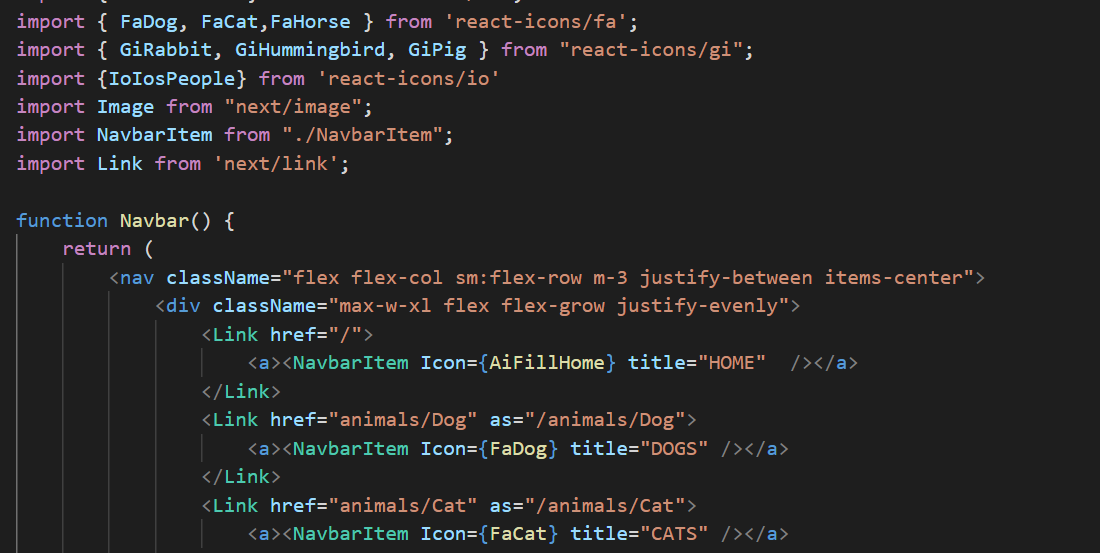 import { FaDog, FaCat,FaHorse } from 'react-icons/fa';
import { GiRabbit, GiHummingbird, GiPig } from "react-icons/gi";
import {IoIosPeople} from 'react-icons/io'
import Image from "next/image";
import NavbarItem from "./NavbarItem";
import Link from 'next/link';
function Navbar() {
return (
<nav className="flex flex-col sm:flex-row m-3 justify-between items-center">
<div className="max-w-xl flex flex-grow justify-evenly">
<Link href="/">
<a><NavbarItem Icon={AiFillHome} title="HOME"  /></a>
</Link>
<Link href="animals/Dog" as="/animals/Dog">
<a><NavbarItem Icon={FaDog} title="DOGS" /></a>
</Link>
<Link href="animals/Cat" as="/animals/Cat">
<a><NavbarItem Icon={FaCat} title="CATS" /></a>